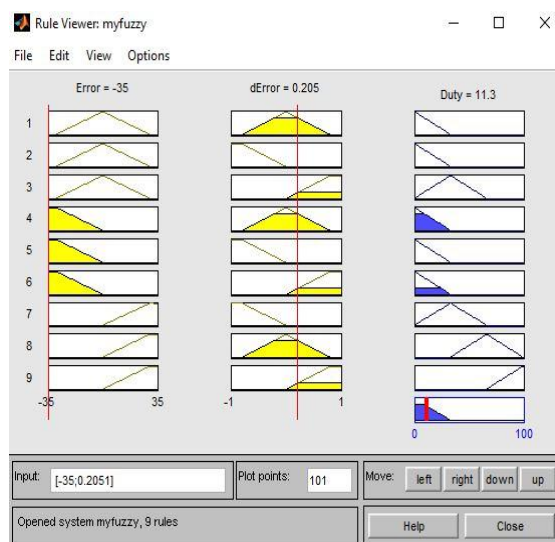 Rule Viewer: myfuzzy
File Edit View Options
Error = -35 dError = 0.205 Duty = 11.3
1
2
3
4
5
6
7
8
9
-35 35 -1 1
0 100
Input: [-35;0.2051] Plot points: 101 Move: left right down up
Opened system myfuzzy, 9 rules Help Close